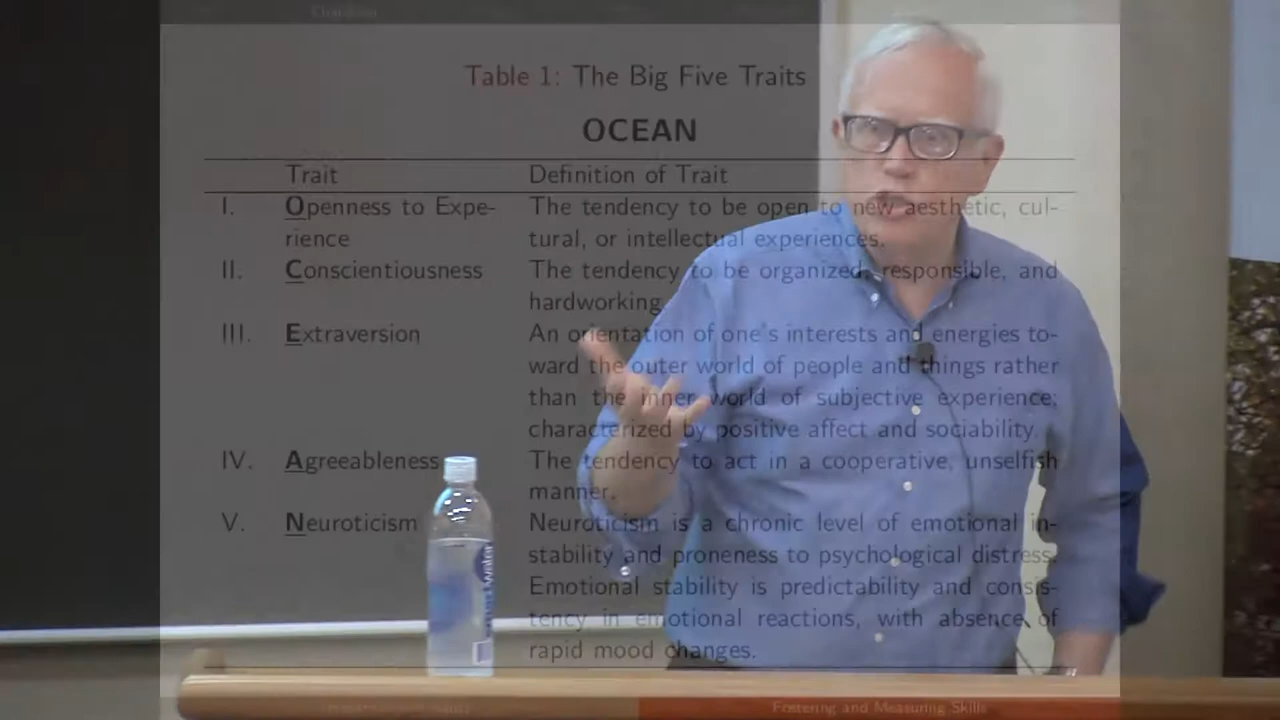 Table 1: The Big Five Traits
OCEAN
Trait Definition of Trait
I. Openness to Expe- The tendency to be open to new aesthetic, cul-
rience tural, or intellectual experiences.
II. Conscientiousness The tendency to be organized, responsible, and
hardworking.
III. Extraversion An orientation of one's interests and energies to-
ward the outer world of people and things rather
than the inner world of subjective experience;
characterized by positive affect and sociability.
IV. Agreeableness The tendency to act in a cooperative, unselfish
manner.
V. Neuroticism Neuroticism is a chronic level of emotional in-
stability and proneness to psychological distress.
Emotional stability is predictability and consis-
tency in emotional reactions, with absence of
rapid mood changes.
smartwater
Fostering and Measuring Skills